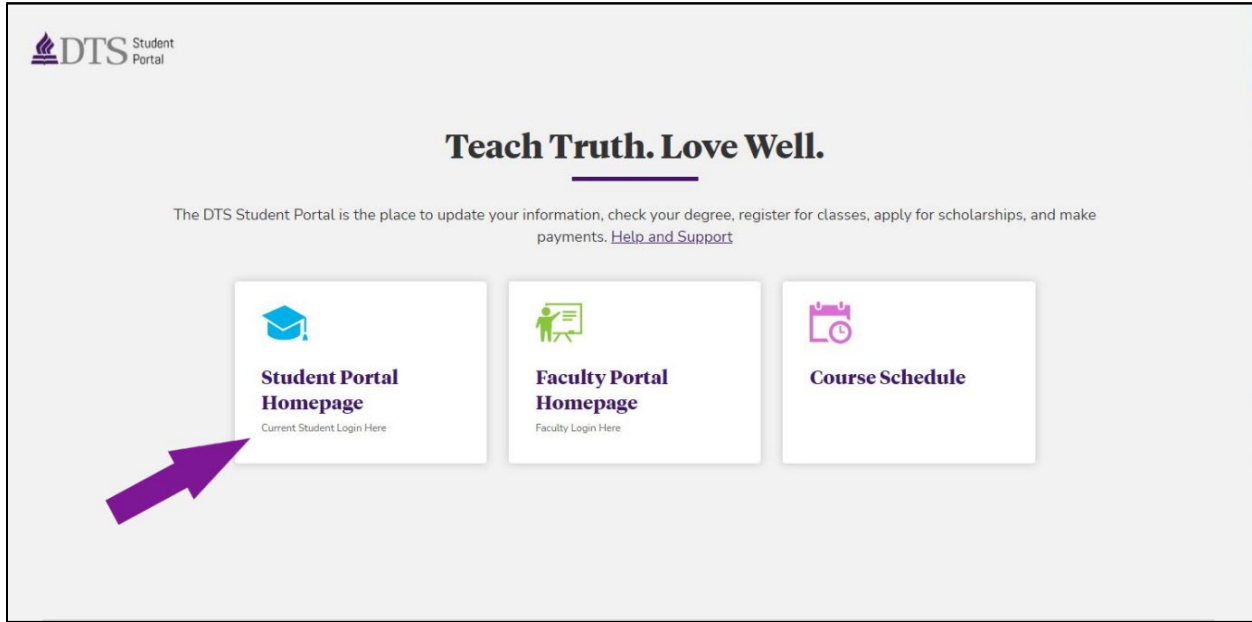 DTS Student
Portal
Teach Truth. Love Well.
The DTS Student Portal is the place to update your information, check your degree, register for classes, apply for scholarships, and make
payments. Help and Support
Student Portal
Homepage
Current Student Login Here
Faculty Portal
Homepage
Faculty Login Here
Course Schedule